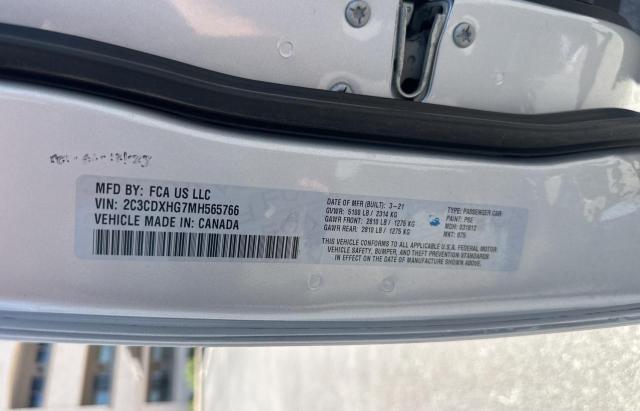 MFD BY: FCA US LLC
VIN: 2C3CDXHG7MH565766
VEHICLE MADE IN: CANADA
DATE OF MFR (BUILT): 3-21
GVWR: 5100 LB / 2314 KG
GAWR FRONT: 2810 LB / 1275 KG
GAWR REAR: 2810 LB / 1275 KG
TYPE: PASSENGER CAR
PAINT: PSE
MDH: 031812
THIS VEHICLE CONFORMS TO ALL APPLICABLE U.S.A. FEDERAL MOTOR
VEHICLE SAFETY, BUMPER, AND THEFT PREVENTION STANDARDS
IN EFFECT ON THE DATE OF MANUFACTURE SHOWN ABOVE.